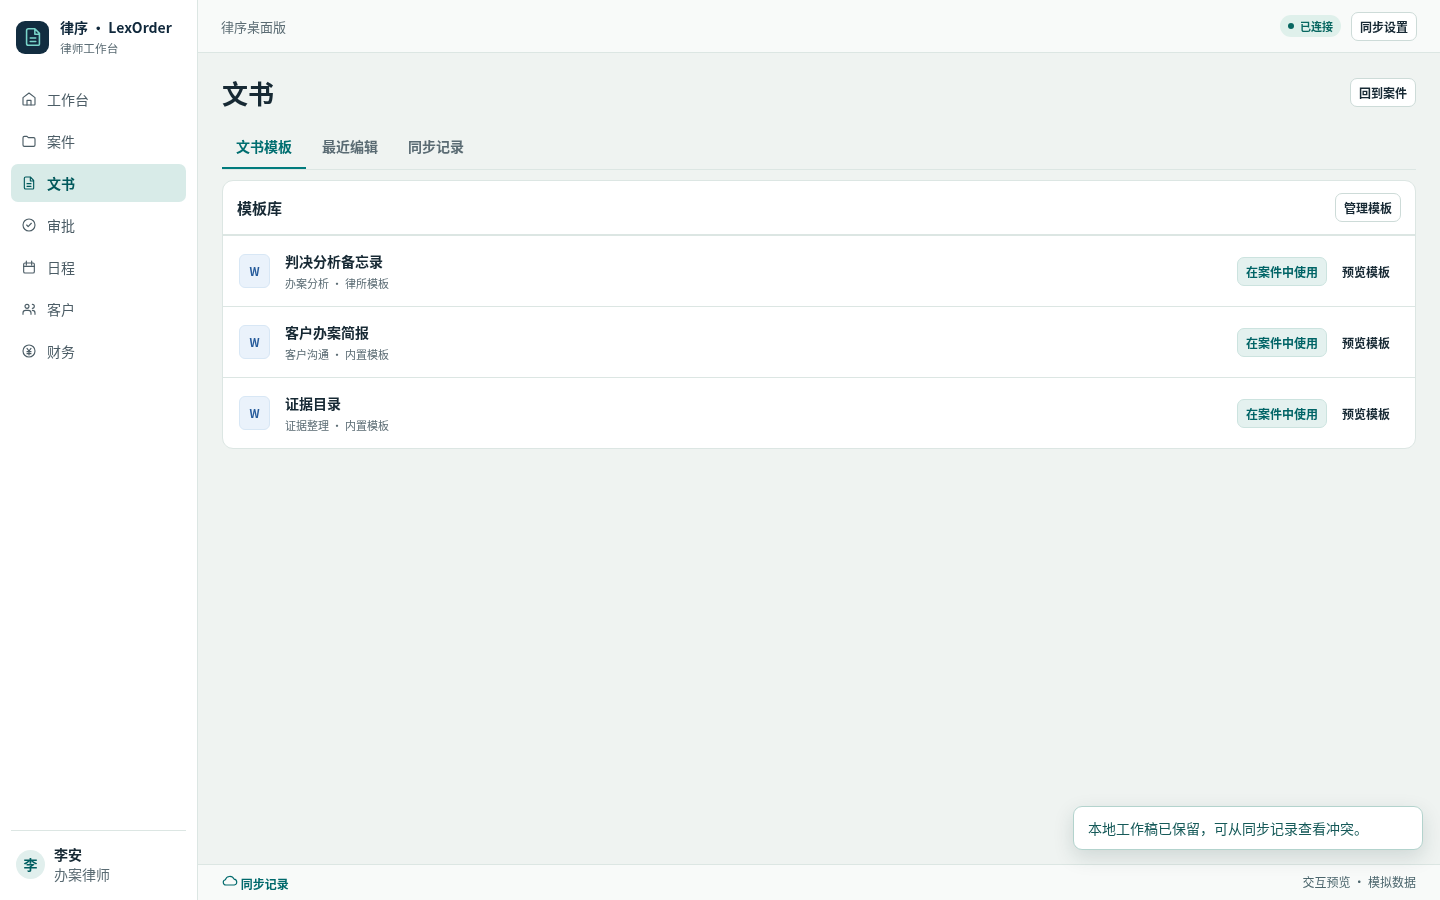 律序 · LexOrder
律师工作台
工作台
案件
文书
审批
日程
客户
财务
李
李安
办案律师
律序桌面版
已连接
同步设置
文书
回到案件
文书模板
最近编辑
同步记录
模板库
管理模板
W
判决分析备忘录
办案分析 · 律所模板
在案件中使用
预览模板
W
客户办案简报
客户沟通 · 内置模板
在案件中使用
预览模板
W
证据目录
证据整理 · 内置模板
在案件中使用
预览模板
本地工作稿已保留，可从同步记录查看冲突。
同步记录
交互预览 · 模拟数据